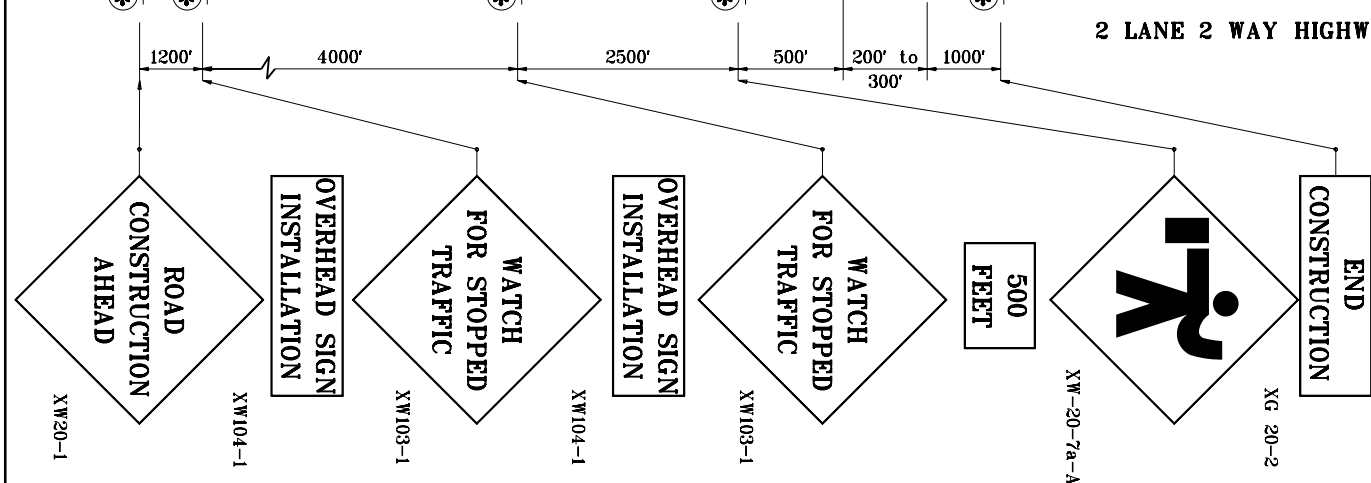 2 LANE 2 WAY HIGHW
1200'
4000'
2500'
500'
200' to
300'
1000'
ROAD
CONSTRUCTION
AHEAD
XW20-1
OVERHEAD SIGN
INSTALLATION
XW104-1
WATCH
FOR STOPPED
TRAFFIC
XW103-1
OVERHEAD SIGN
INSTALLATION
XW104-1
WATCH
FOR STOPPED
TRAFFIC
XW103-1
500
FEET
XW-20-7a-A
END
CONSTRUCTION
XG 20-2